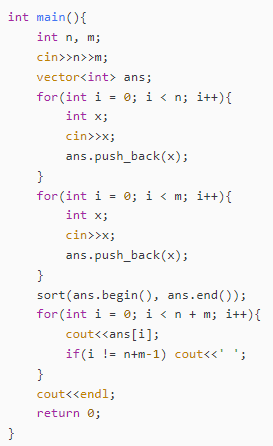 int main(){
    int n, m;
    cin>>n>>m;
    vector<int> ans;
    for(int i = 0; i < n; i++){
        int x;
        cin>>x;
        ans.push_back(x);
    }
    for(int i = 0; i < m; i++){
        int x;
        cin>>x;
        ans.push_back(x);
    }
    sort(ans.begin(), ans.end());
    for(int i = 0; i < n + m; i++){
        cout<<ans[i];
        if(i != n+m-1) cout<<' ';
    }
    cout<<endl;
    return 0;
}